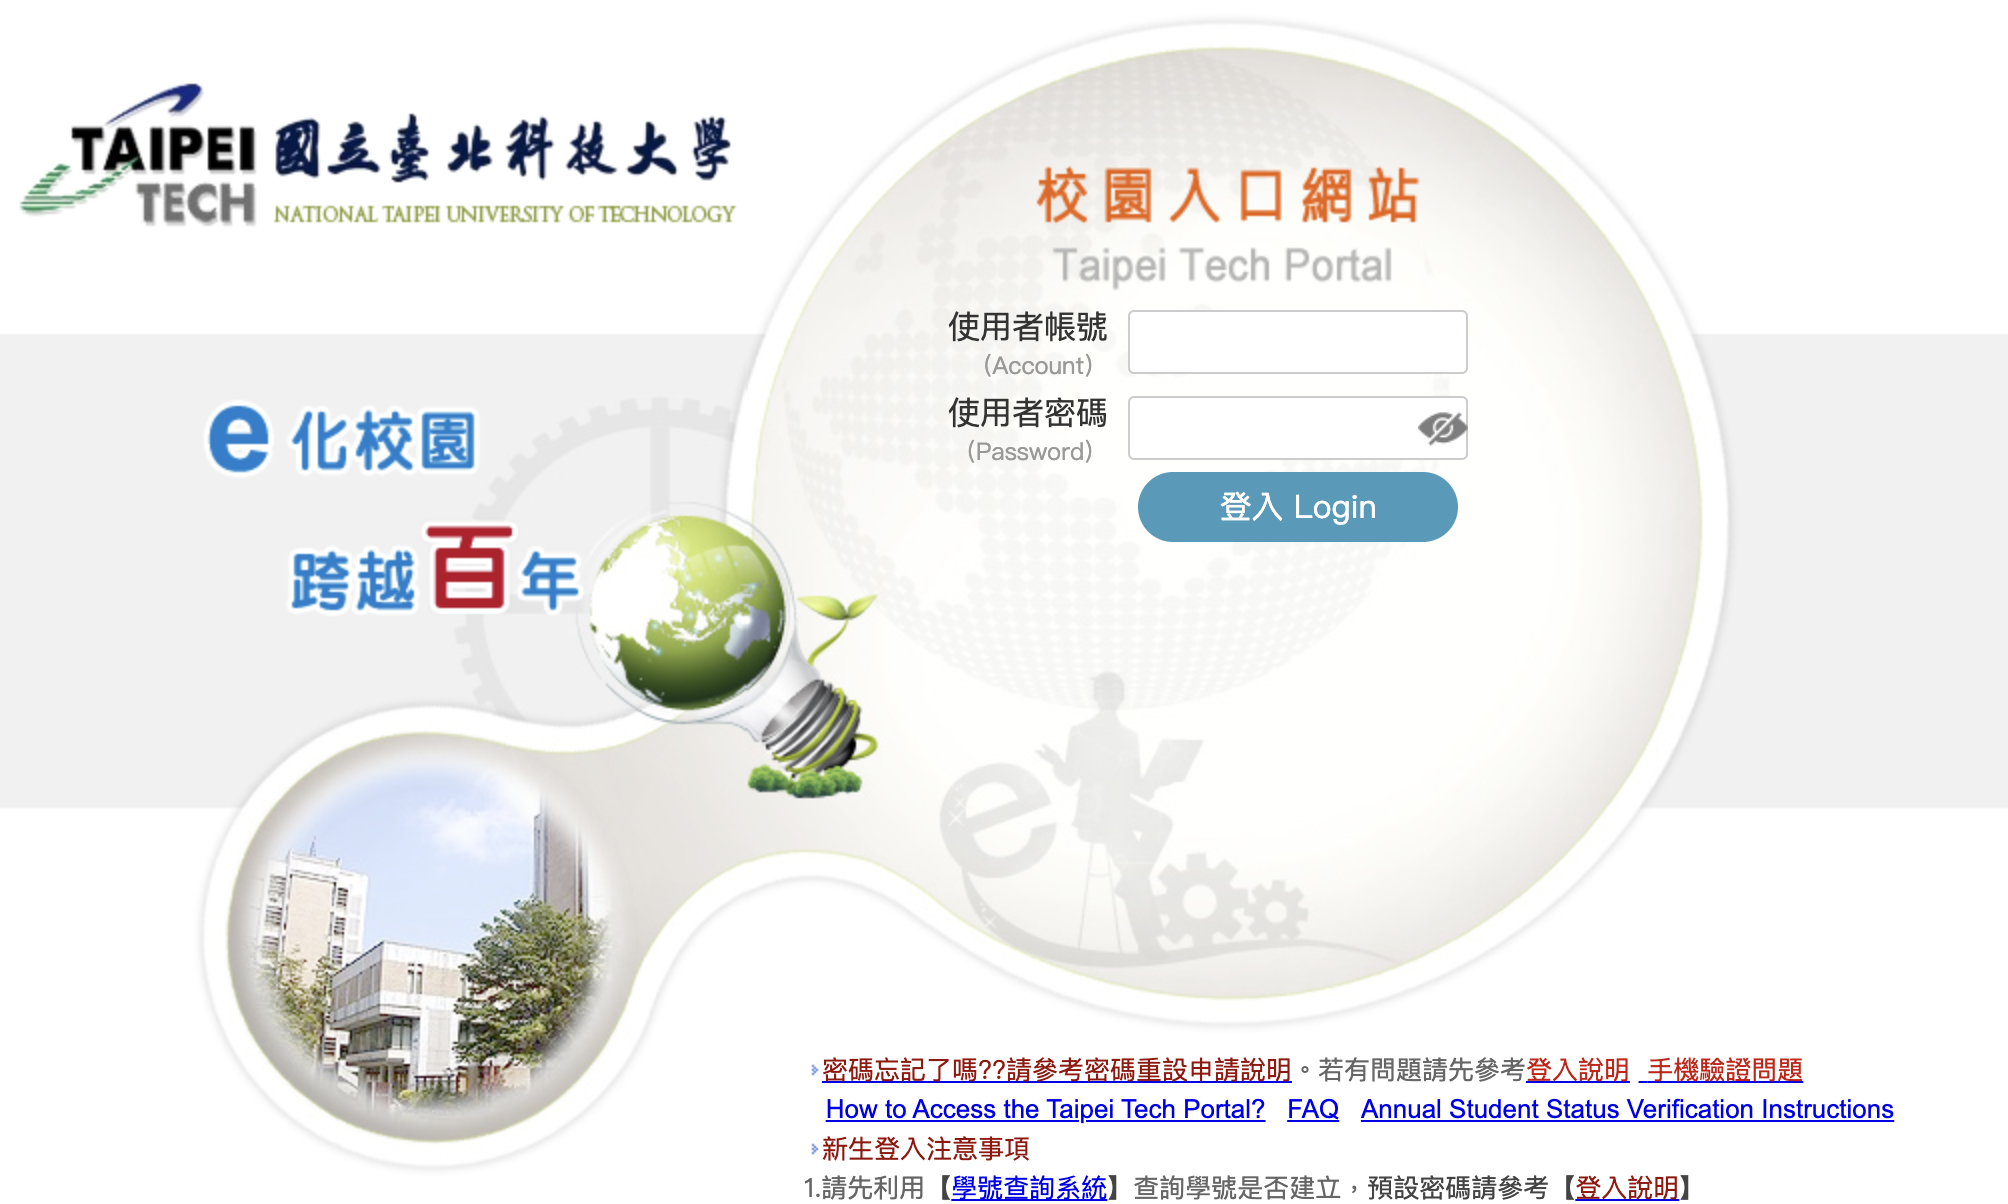 TAIPEI TECH
國立臺北科技大學
NATIONAL TAIPEI UNIVERSITY OF TECHNOLOGY
校園入口網站
Taipei Tech Portal
使用者帳號
(Account)
使用者密碼
(Password)
登入 Login
e 化校園
跨越百年
密碼忘記了嗎??請參考密碼重設申請說明。若有問題請先參考登入說明 手機驗證問題
How to Access the Taipei Tech Portal? FAQ Annual Student Status Verification Instructions
新生登入注意事項
1.請先利用【學號查詢系統】查詢學號是否建立，預設密碼請參考【登入說明】